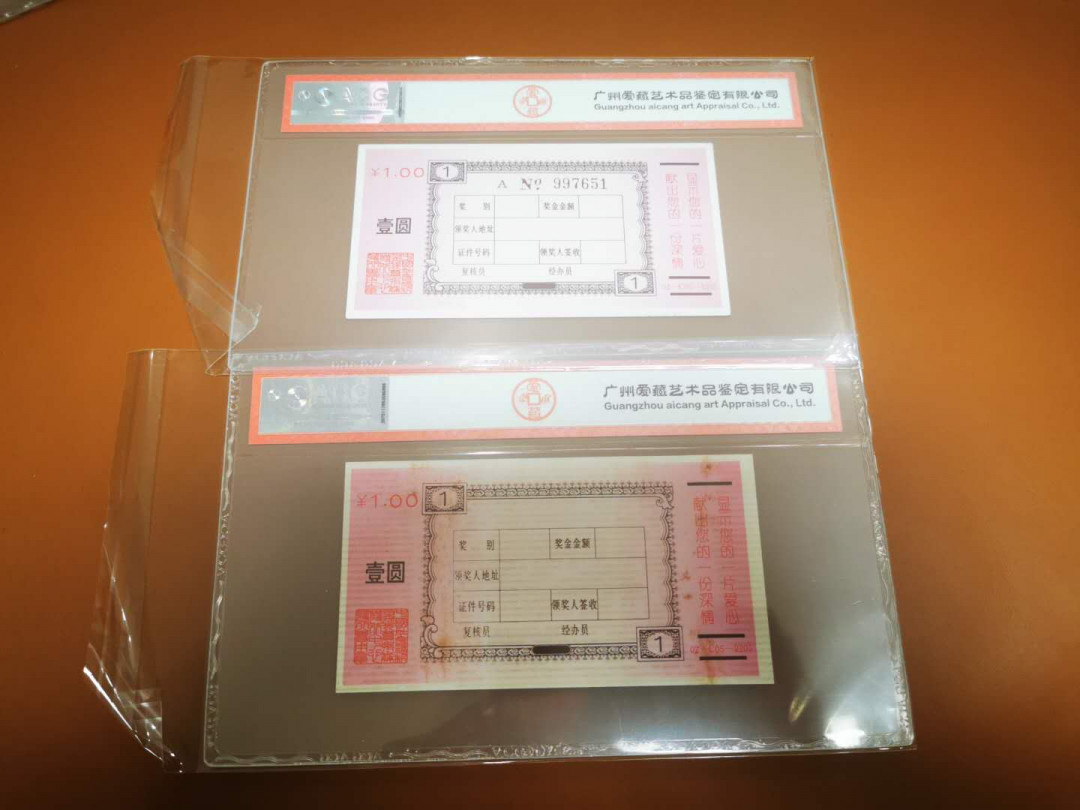 广州爱藏艺术品鉴定有限公司
Guangzhou aicang art Appraisal Co., Ltd.
¥1.00
1
A № 997651
壹圆
奖 别
奖金金额
领奖人地址
证件号码
领奖人签收
复核员
经办员
1
显示您的一片爱心
献出您的一份深情
广州爱藏艺术品鉴定有限公司
Guangzhou aicang art Appraisal Co., Ltd.
¥1.00
1
壹圆
奖 别
奖金金额
领奖人地址
证件号码
领奖人签收
复核员
经办员
1
显示您的一片爱心
献出您的一份深情